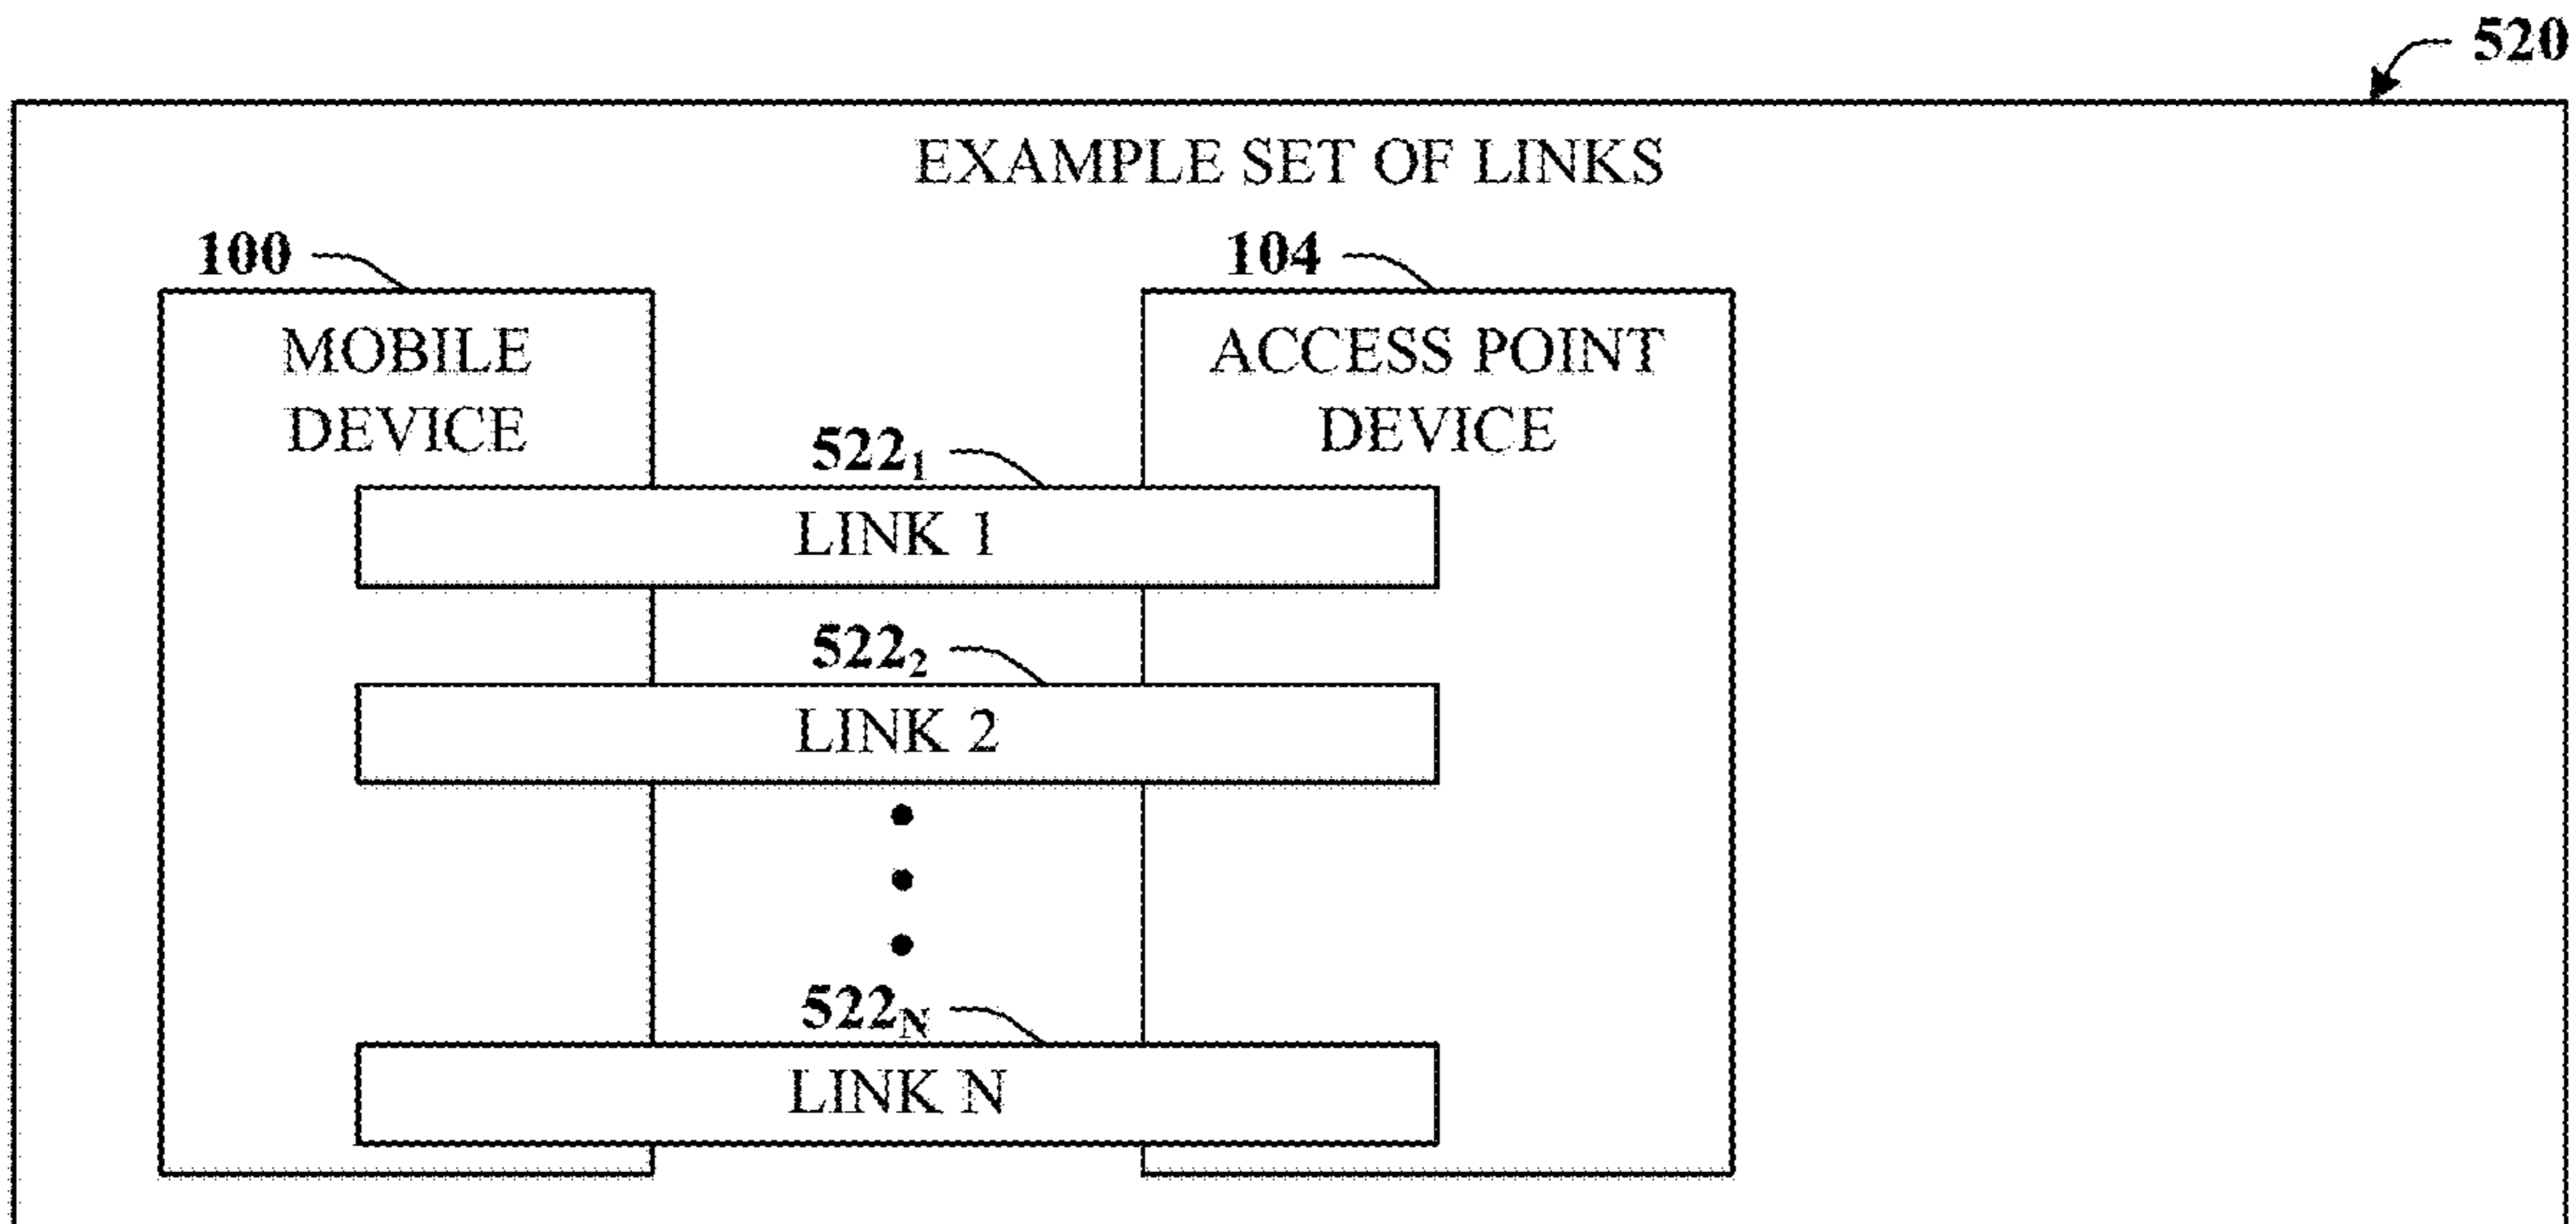 520
EXAMPLE SET OF LINKS
100
104
MOBILE
DEVICE
ACCESS POINT
DEVICE
522₁
LINK 1
522₂
LINK 2
522_N
LINK N